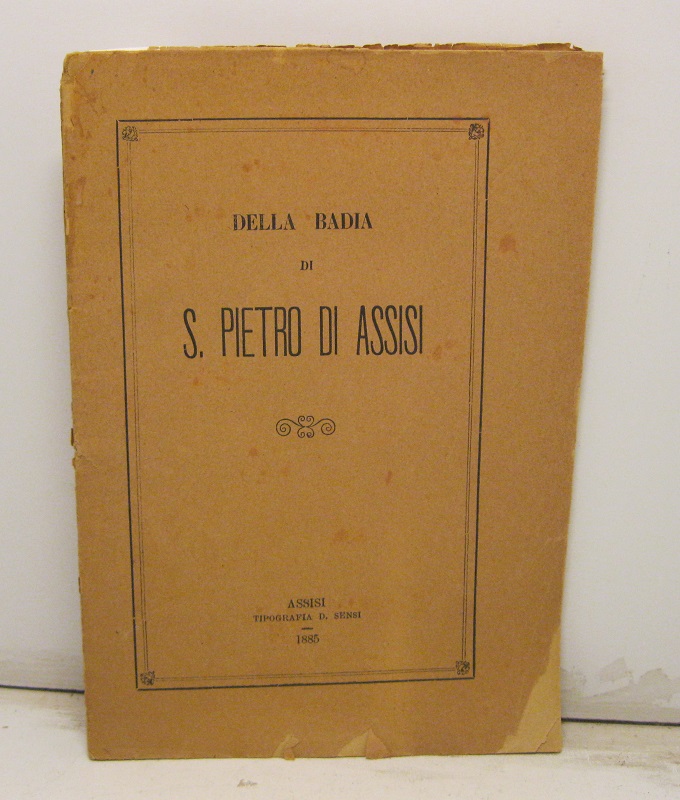 DELLA BADIA
DI
S. PIETRO DI ASSISI
ASSISI
TIPOGRAFIA D. SENSI
1885